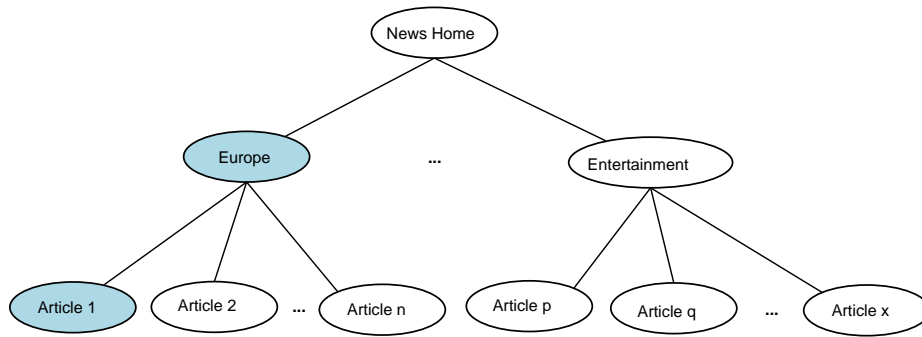 News Home
Europe
...
Entertainment
Article 1
Article 2
...
Article n
Article p
Article q
...
Article x